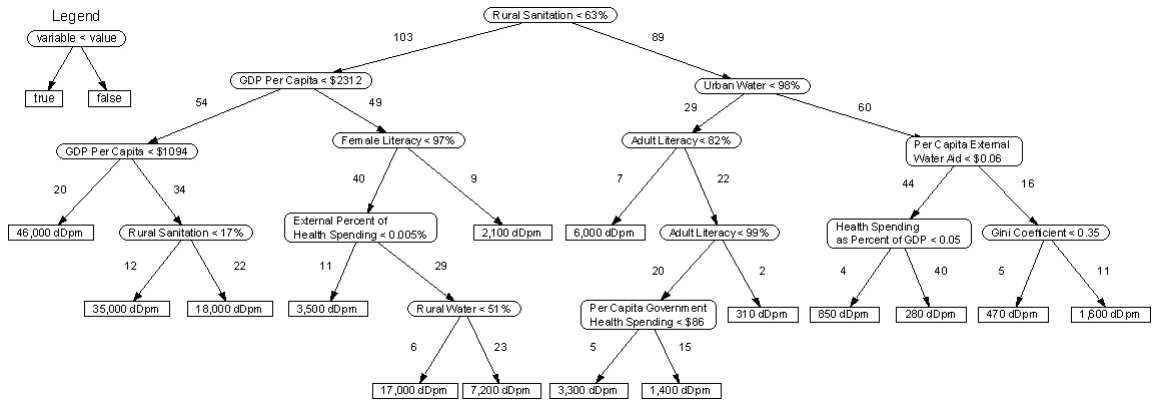 Legend
variable < value
true
false
Rural Sanitation < 63%
103
89
GDP Per Capita < $2312
Urban Water < 98%
54
49
29
60
GDP Per Capita < $1094
Female Literacy < 97%
Adult Literacy < 82%
Per Capita External
Water Aid < $0.06
20
34
40
9
7
22
44
16
46,000 dDpm
Rural Sanitation < 17%
External Percent of
Health Spending < 0.005%
2,100 dDpm
6,000 dDpm
Adult Literacy < 99%
Health Spending
as Percent of GDP < 0.05
Gini Coefficient < 0.35
12
22
11
29
20
2
4
40
5
11
35,000 dDpm
18,000 dDpm
3,500 dDpm
Rural Water < 51%
Per Capita Government
Health Spending < $86
310 dDpm
850 dDpm
280 dDpm
470 dDpm
1,600 dDpm
6
23
5
15
17,000 dDpm
7,200 dDpm
3,300 dDpm
1,400 dDpm